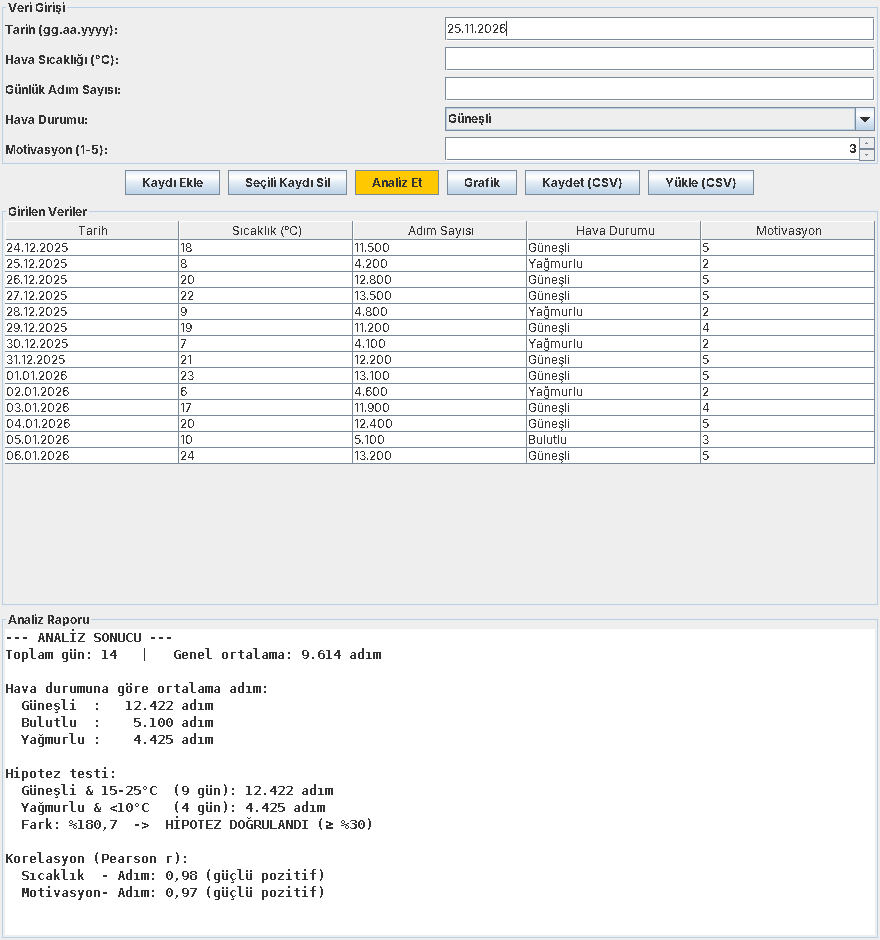 Veri Girişi
Tarih (gg.aa.yyyy): 25.11.2026
Hava Sıcaklığı (°C):
Günlük Adım Sayısı:
Hava Durumu: Güneşli
Motivasyon (1-5): 3
Kaydı Ekle Seçili Kaydı Sil Analiz Et Grafik Kaydet (CSV) Yükle (CSV)
Girilen Veriler
Tarih Sıcaklık (°C) Adım Sayısı Hava Durumu Motivasyon
24.12.2025 18 11.500 Güneşli 5
25.12.2025 8 4.200 Yağmurlu 2
26.12.2025 20 12.800 Güneşli 5
27.12.2025 22 13.500 Güneşli 5
28.12.2025 9 4.800 Yağmurlu 2
29.12.2025 19 11.200 Güneşli 4
30.12.2025 7 4.100 Yağmurlu 2
31.12.2025 21 12.200 Güneşli 5
01.01.2026 23 13.100 Güneşli 5
02.01.2026 6 4.600 Yağmurlu 2
03.01.2026 17 11.900 Güneşli 4
04.01.2026 20 12.400 Güneşli 5
05.01.2026 10 5.100 Bulutlu 3
06.01.2026 24 13.200 Güneşli 5
Analiz Raporu
--- ANALİZ SONUCU ---
Toplam gün: 14 | Genel ortalama: 9.614 adım
Hava durumuna göre ortalama adım:
Güneşli : 12.422 adım
Bulutlu : 5.100 adım
Yağmurlu : 4.425 adım
Hipotez testi:
Güneşli & 15-25°C (9 gün): 12.422 adım
Yağmurlu & <10°C (4 gün): 4.425 adım
Fark: %180,7 -> HİPOTEZ DOĞRULANDI (≥ %30)
Korelasyon (Pearson r):
Sıcaklık - Adım: 0,98 (güçlü pozitif)
Motivasyon- Adım: 0,97 (güçlü pozitif)